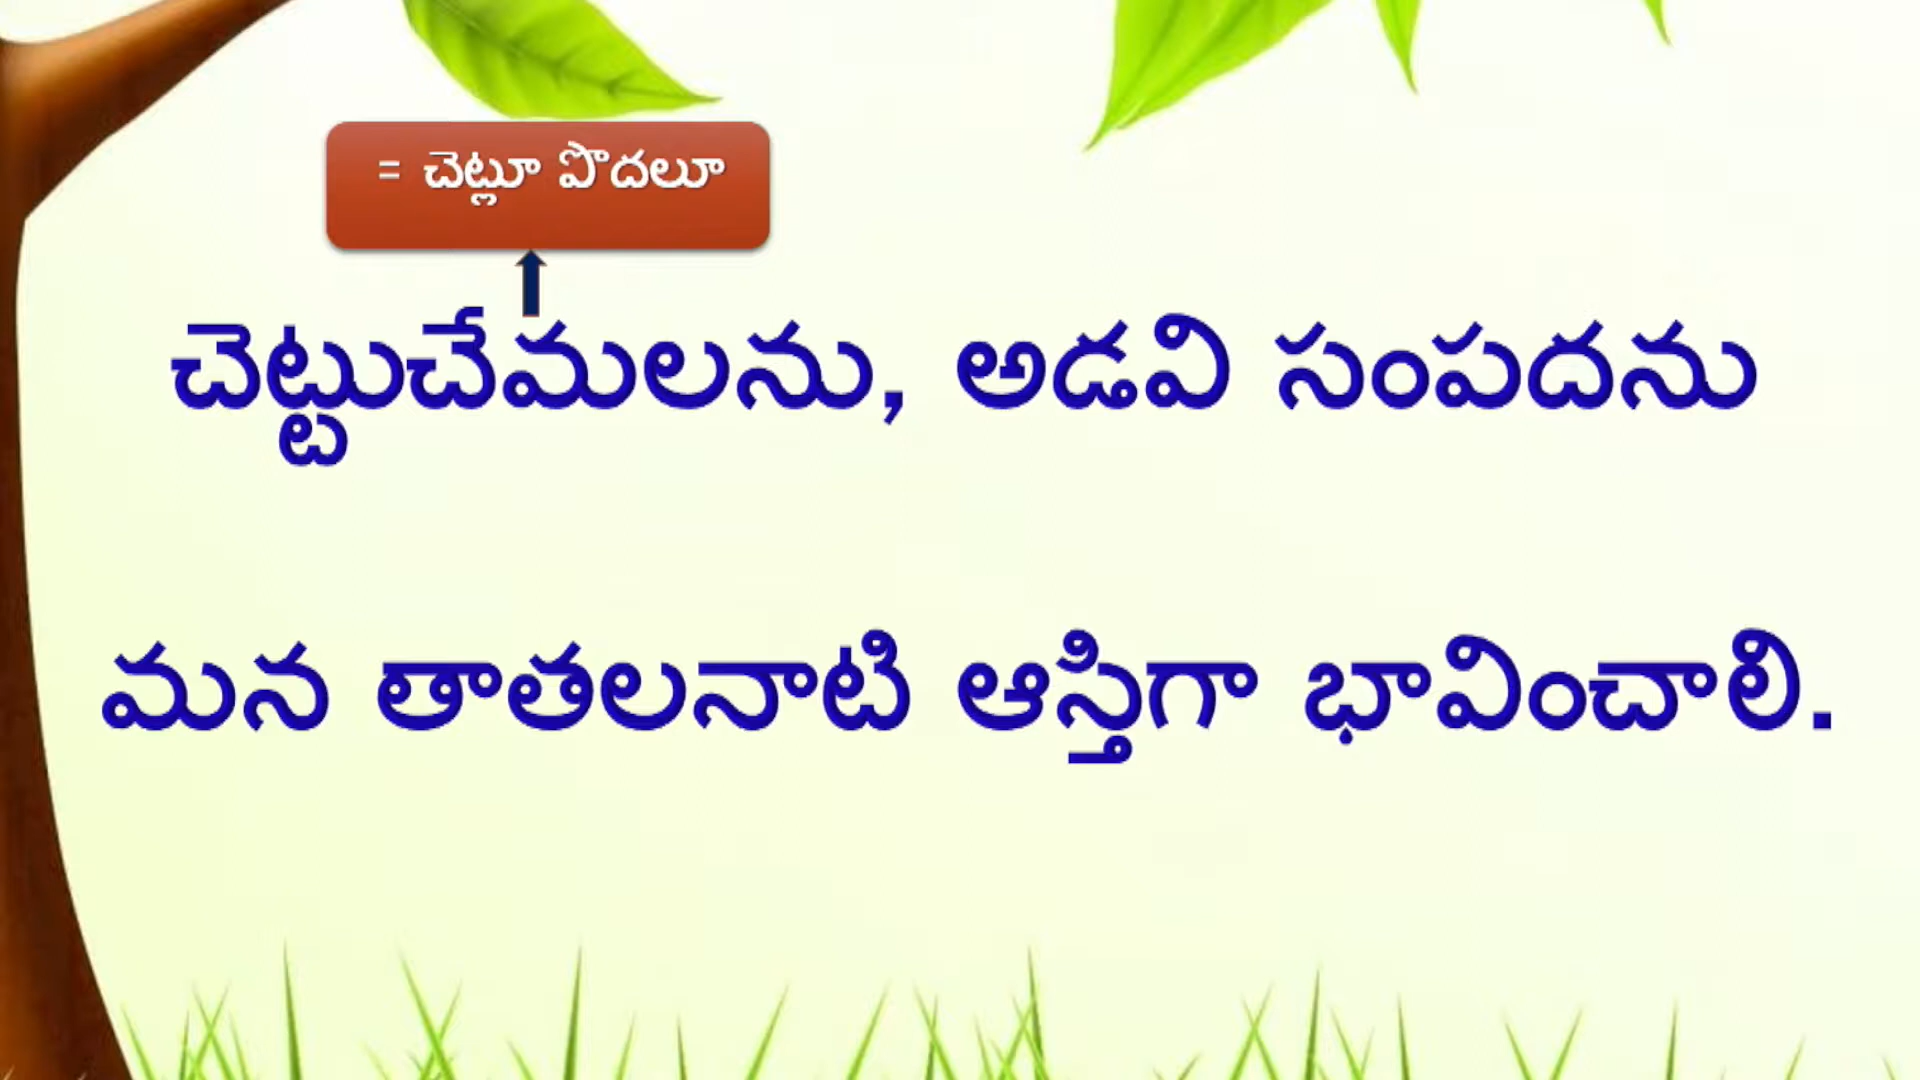 = చెట్లూ పొదలూ
చెట్టుచేమలను, అడవి సంపదను
మన తాతలనాటి ఆస్తిగా భావించాలి.